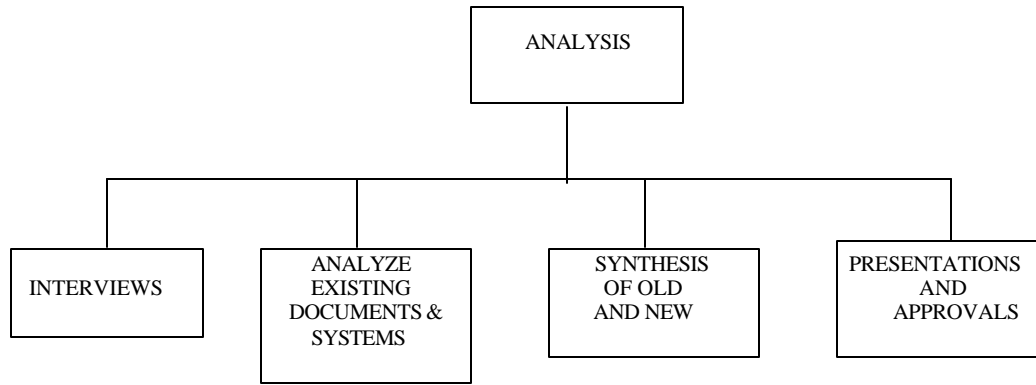 ANALYSIS
INTERVIEWS
ANALYZE
EXISTING
DOCUMENTS &
SYSTEMS
SYNTHESIS
OF OLD
AND NEW
PRESENTATIONS
AND
APPROVALS